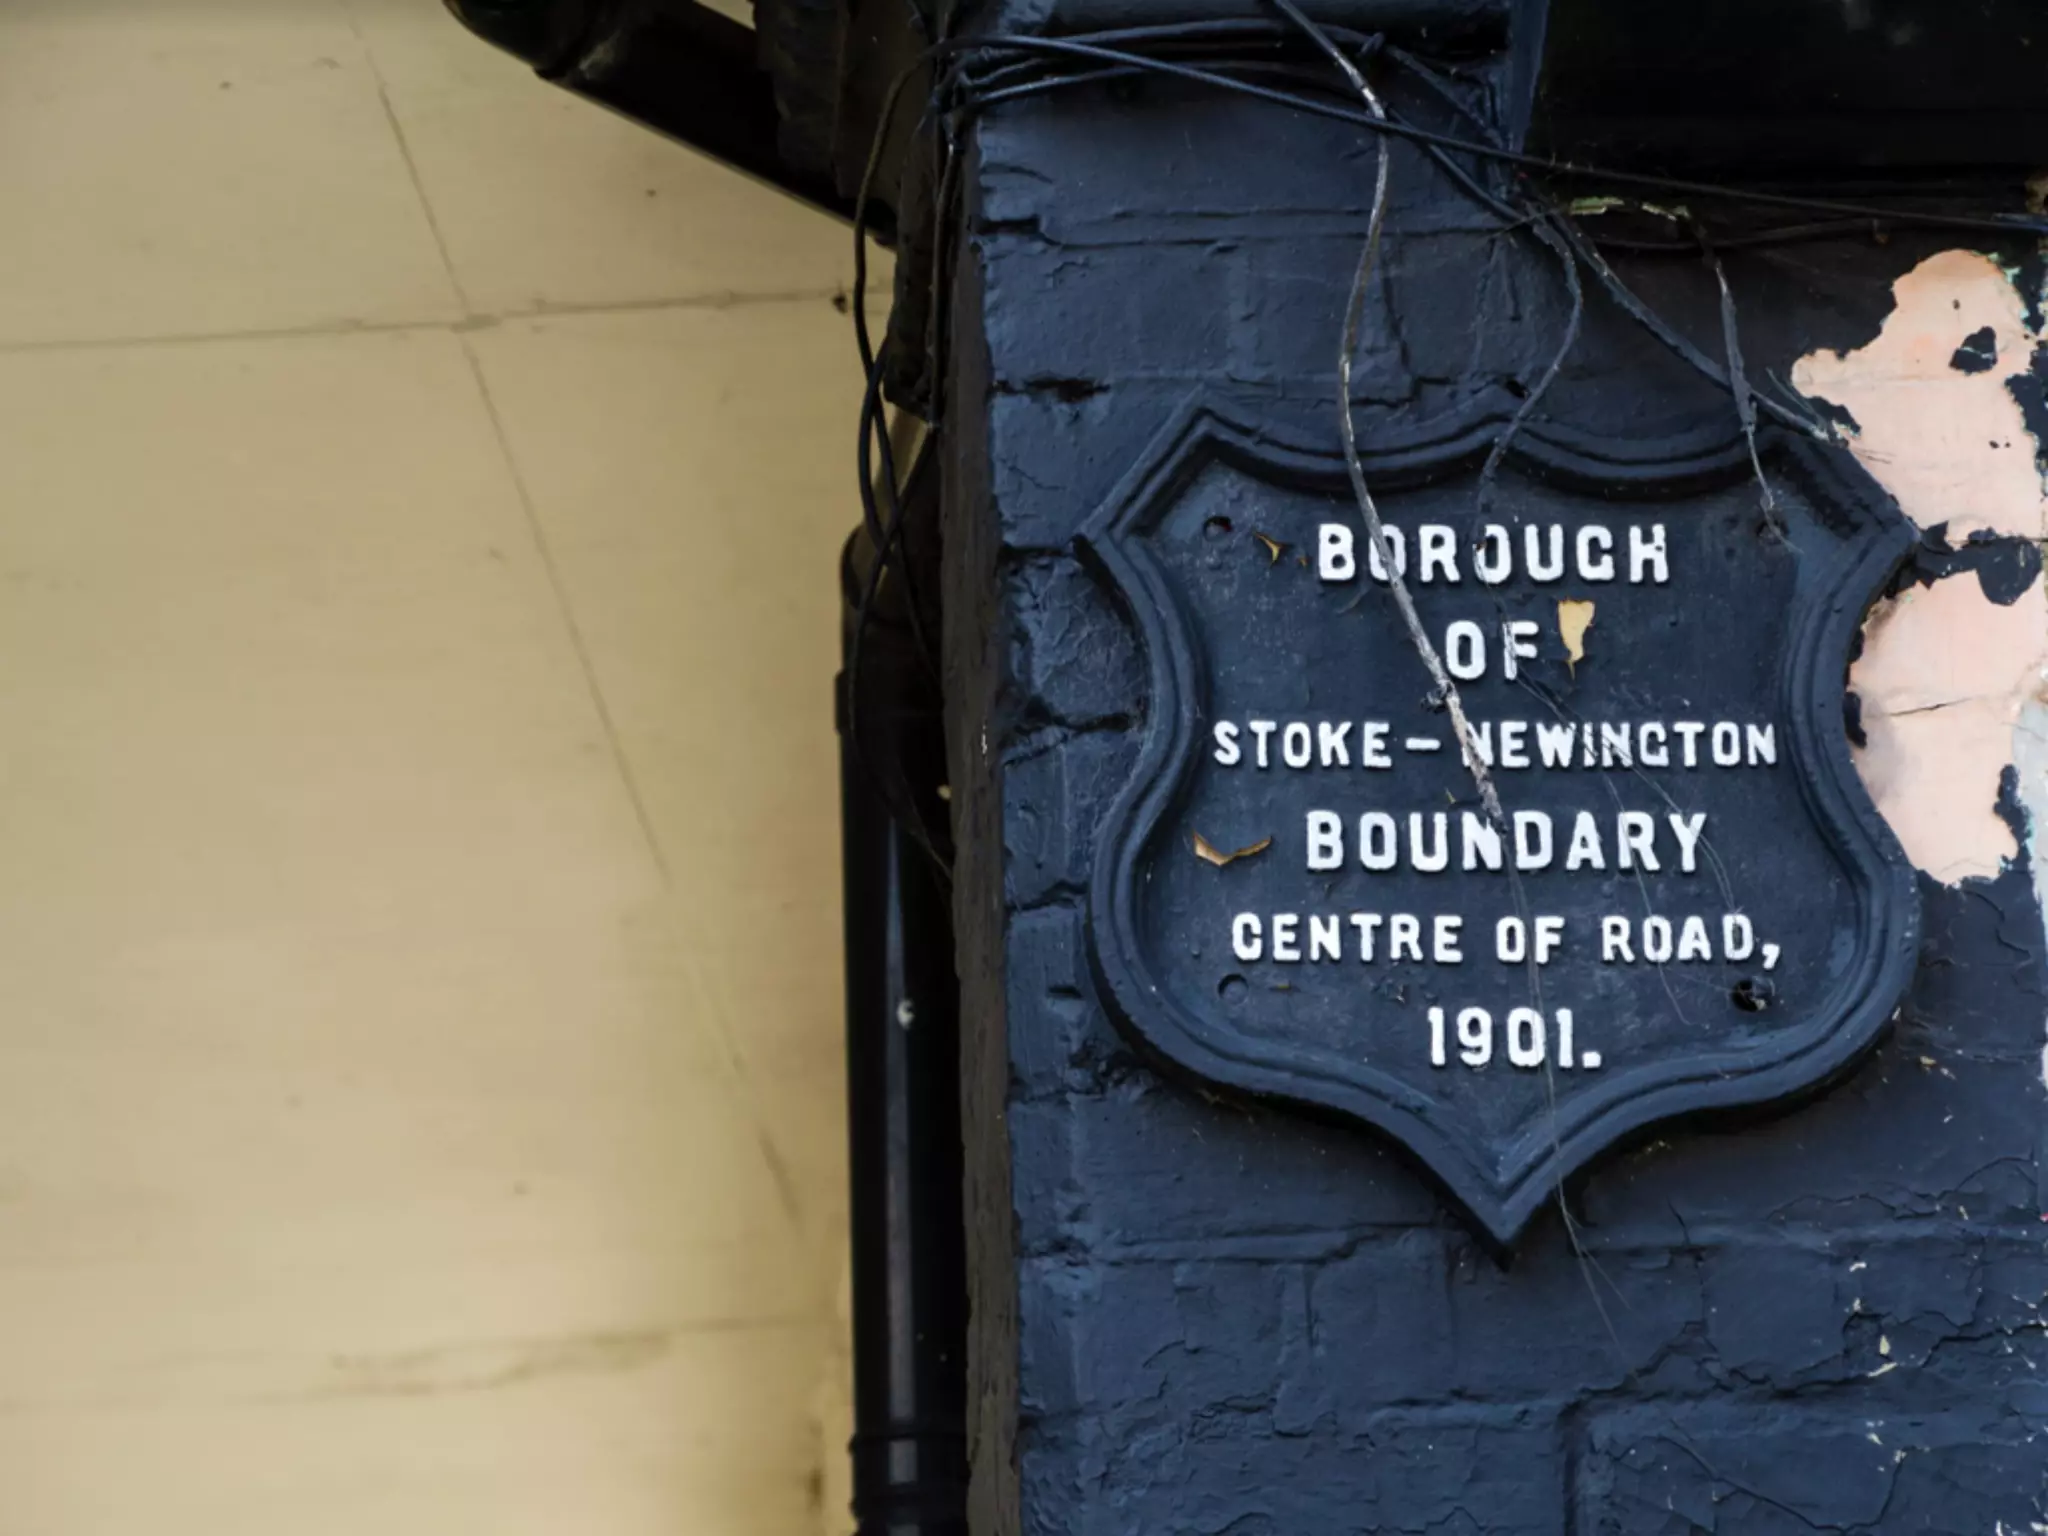 BOROUGH
OF
STOKE-NEWINGTON
BOUNDARY
CENTRE OF ROAD,
1901.